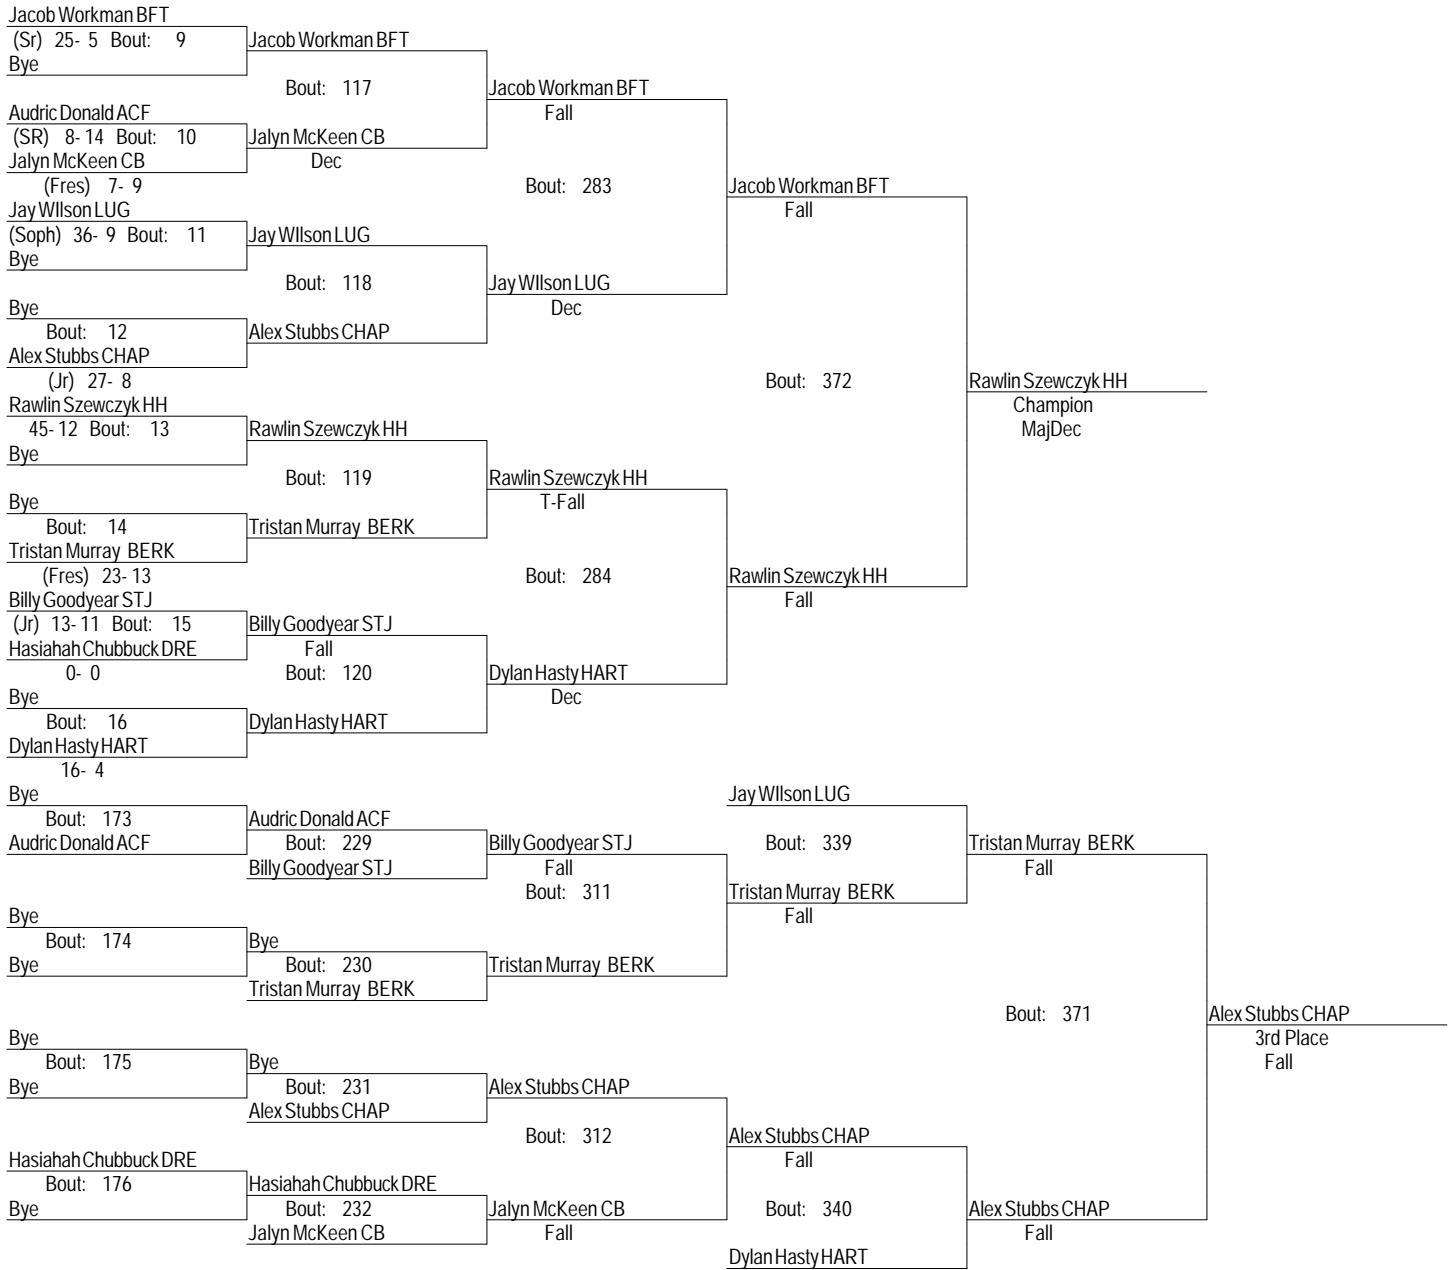 Jacob Workman BFT
(Sr) 25- 5 Bout: 9
Jacob Workman BFT
Bye
Bout: 117
Jacob Workman BFT
Fall
Audric Donald ACF
(SR) 8- 14 Bout: 10
Jalyn McKeen CB
Jalyn McKeen CB
Dec
(Fres) 7- 9
Bout: 283
Jacob Workman BFT
Fall
Jay WIlson LUG
(Soph) 36- 9 Bout: 11
Jay WIlson LUG
Bye
Bout: 118
Jay WIlson LUG
Dec
Bye
Bout: 12
Alex Stubbs CHAP
Alex Stubbs CHAP
(Jr) 27- 8
Bout: 372
Rawlin Szewczyk HH
Champion
MajDec
Rawlin Szewczyk HH
45- 12 Bout: 13
Rawlin Szewczyk HH
Bye
Bout: 119
Rawlin Szewczyk HH
T-Fall
Bye
Bout: 14
Tristan Murray BERK
Tristan Murray BERK
(Fres) 23- 13
Bout: 284
Rawlin Szewczyk HH
Fall
Billy Goodyear STJ
(Jr) 13- 11 Bout: 15
Billy Goodyear STJ
Hasiahah Chubbuck DRE
Fall
0- 0
Bout: 120
Dylan Hasty HART
Dec
Bye
Bout: 16
Dylan Hasty HART
Dylan Hasty HART
16- 4
Bye
Jay WIlson LUG
Bout: 173
Audric Donald ACF
Audric Donald ACF
Bout: 229
Billy Goodyear STJ
Bout: 339
Tristan Murray BERK
Billy Goodyear STJ
Fall
Fall
Bout: 311
Tristan Murray BERK
Fall
Bye
Bout: 174
Bye
Bye
Bout: 230
Tristan Murray BERK
Tristan Murray BERK
Bout: 371
Alex Stubbs CHAP
3rd Place
Fall
Bye
Bout: 175
Bye
Bye
Bout: 231
Alex Stubbs CHAP
Alex Stubbs CHAP
Bout: 312
Alex Stubbs CHAP
Fall
Hasiahah Chubbuck DRE
Bout: 176
Hasiahah Chubbuck DRE
Bye
Bout: 232
Jalyn McKeen CB
Bout: 340
Alex Stubbs CHAP
Jalyn McKeen CB
Fall
Fall
Dylan Hasty HART